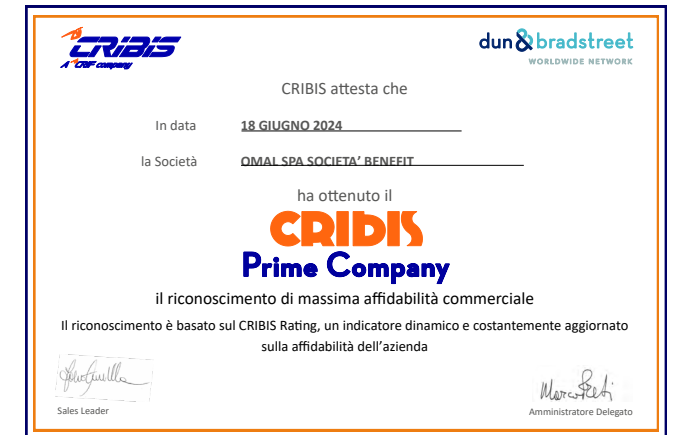 CRIBIS
A CRIF company
dun & bradstreet
WORLDWIDE NETWORK
CRIBIS attesta che
In data 18 GIUGNO 2024
la Società OMAL SPA SOCIETA’ BENEFIT
ha ottenuto il
CRIBIS
Prime Company
il riconoscimento di massima affidabilità commerciale
Il riconoscimento è basato sul CRIBIS Rating, un indicatore dinamico e costantemente aggiornato
sulla affidabilità dell’azienda
Marco Preti
Sales Leader
Amministratore Delegato